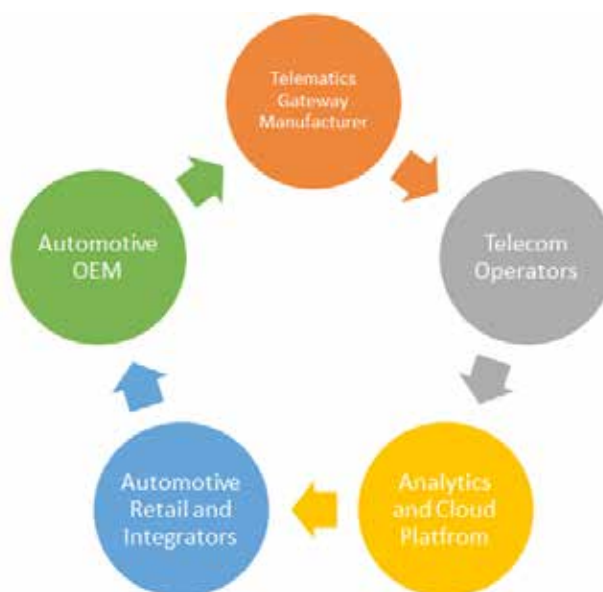 Telematics
Gateway
Manufacturer
Telecom
Operators
Analytics
and Cloud
Platfrom
Automotive
Retail and
Integrators
Automotive
OEM